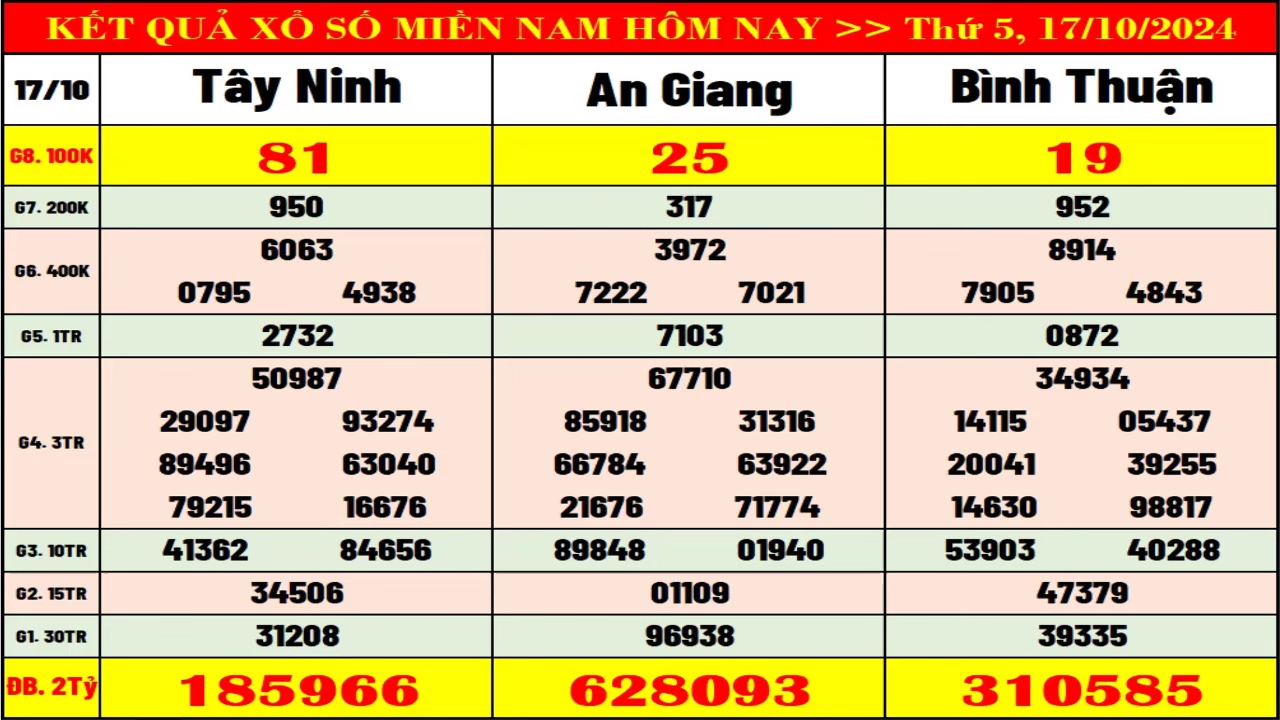 KẾT QUẢ XỔ SỐ MIỀN NAM HÔM NAY >> Thứ 5, 17/10/2024
17/10 Tây Ninh An Giang Bình Thuận
G8. 100K 81 25 19
G7. 200K 950 317 952
6063 3972 8914
G6. 400K
0795 4938 7222 7021 7905 4843
G5. 1TR 2732 7103 0872
50987 67710 34934
29097 93274 85918 31316 14115 05437
G4. 3TR
89496 63040 66784 63922 20041 39255
79215 16676 21676 71774 14630 98817
G3. 10TR 41362 84656 89848 01940 53903 40288
G2. 15TR 34506 01109 47379
G1. 30TR 31208 96938 39335
ĐB. 2Tỷ 185966 628093 310585